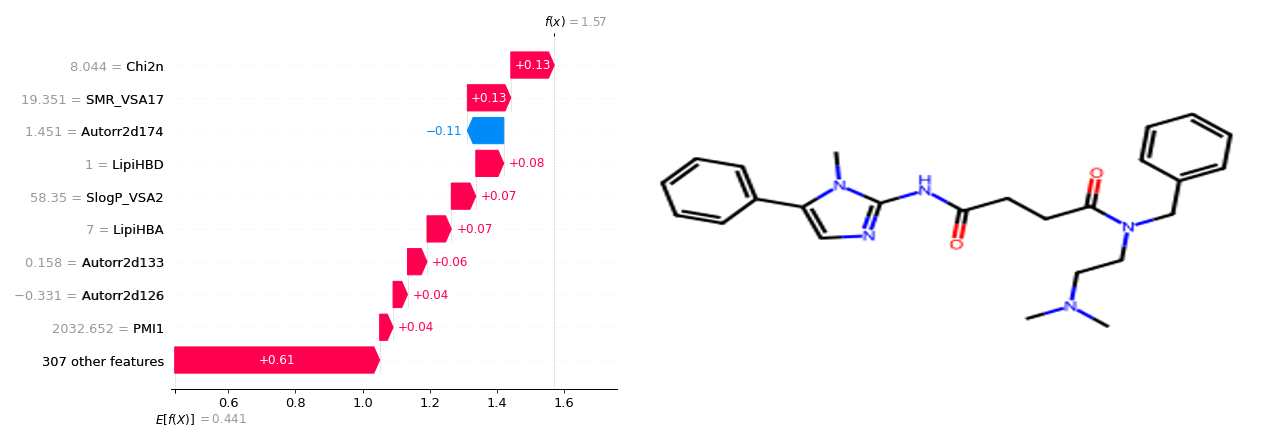 f(x) = 1.57
8.044 = Chi2n +0.13
19.351 = SMR_VSA17 +0.13
1.451 = Autorr2d174 −0.11
1 = LipiHBD +0.08
58.35 = SlogP_VSA2 +0.07
7 = LipiHBA +0.07
0.158 = Autorr2d133 +0.06
−0.331 = Autorr2d126 +0.04
2032.652 = PMI1 +0.04
307 other features +0.61
0.6 0.8 1.0 1.2 1.4 1.6
E[f(X)] = 0.441
O
H
N
N
N
O
N
N